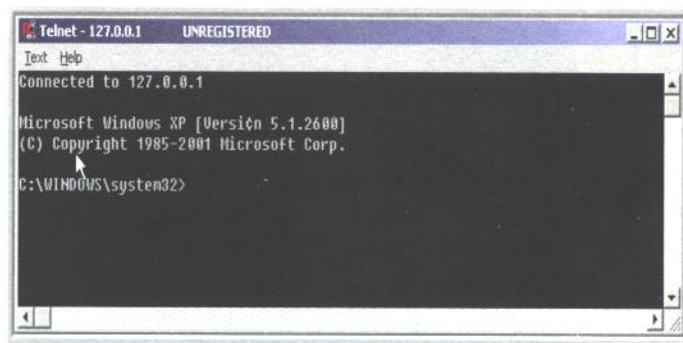 Telnet - 127.0.0.1 UNREGISTERED
Text Help
Connected to 127.0.0.1
Microsoft Windows XP [Versi¢n 5.1.2600]
(C) Copyright 1985-2001 Microsoft Corp.
C:\WINDOWS\system32>